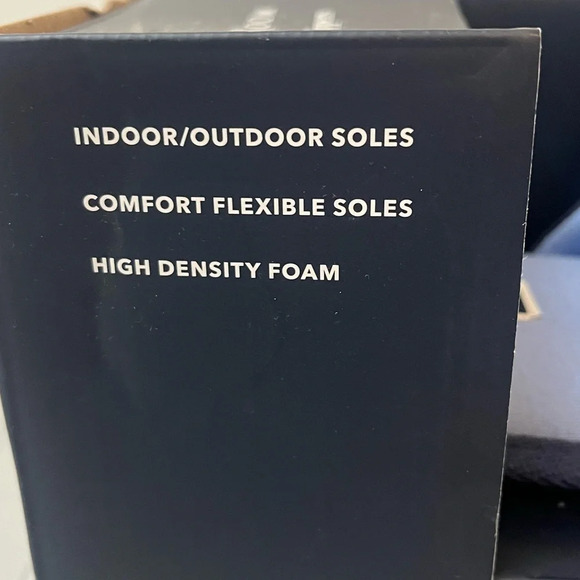 INDOOR/OUTDOOR SOLES
COMFORT FLEXIBLE SOLES
HIGH DENSITY FOAM